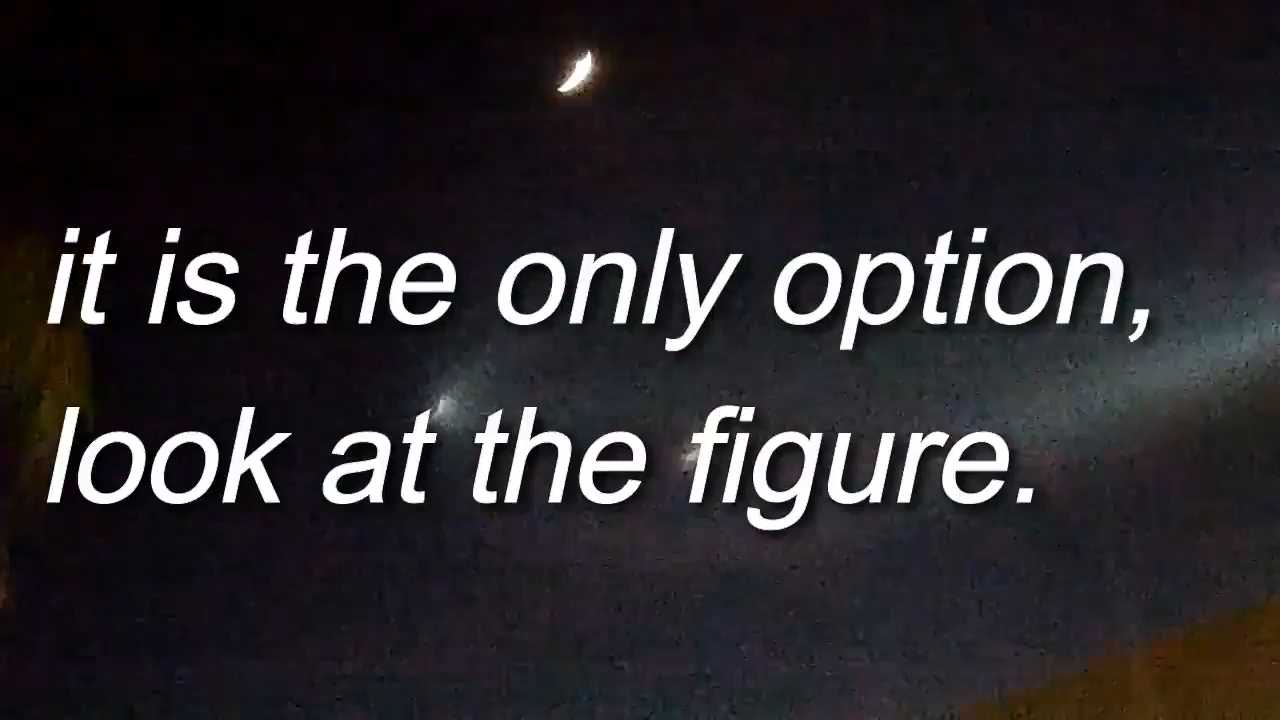 it is the only option,
look at the figure.